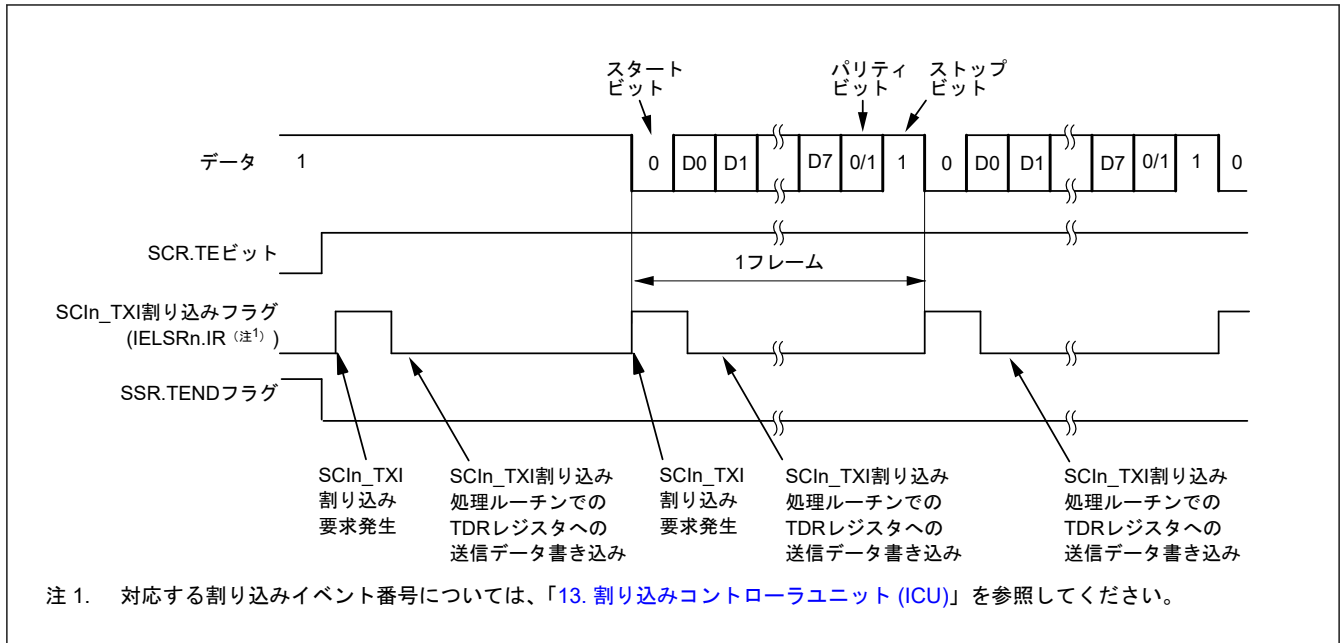 スタート
ビット
パリティ
ビット
ストップ
ビット
データ 1 0 D0 D1 D7 0/1 1 0 D0 D1 D7 0/1 1 0
SCR.TEビット
1フレーム
SCIn_TXI割り込みフラグ
(IELSRn.IR (注1) )
SSR.TENDフラグ
SCIn_TXI
割り込み
要求発生
SCIn_TXI割り込み
処理ルーチンでの
TDRレジスタへの
送信データ書き込み
SCIn_TXI
割り込み
要求発生
SCIn_TXI割り込み
処理ルーチンでの
TDRレジスタへの
送信データ書き込み
SCIn_TXI割り込み
処理ルーチンでの
TDRレジスタへの
送信データ書き込み
注 1. 対応する割り込みイベント番号については、「13. 割り込みコントローラユニット (ICU)」を参照してください。